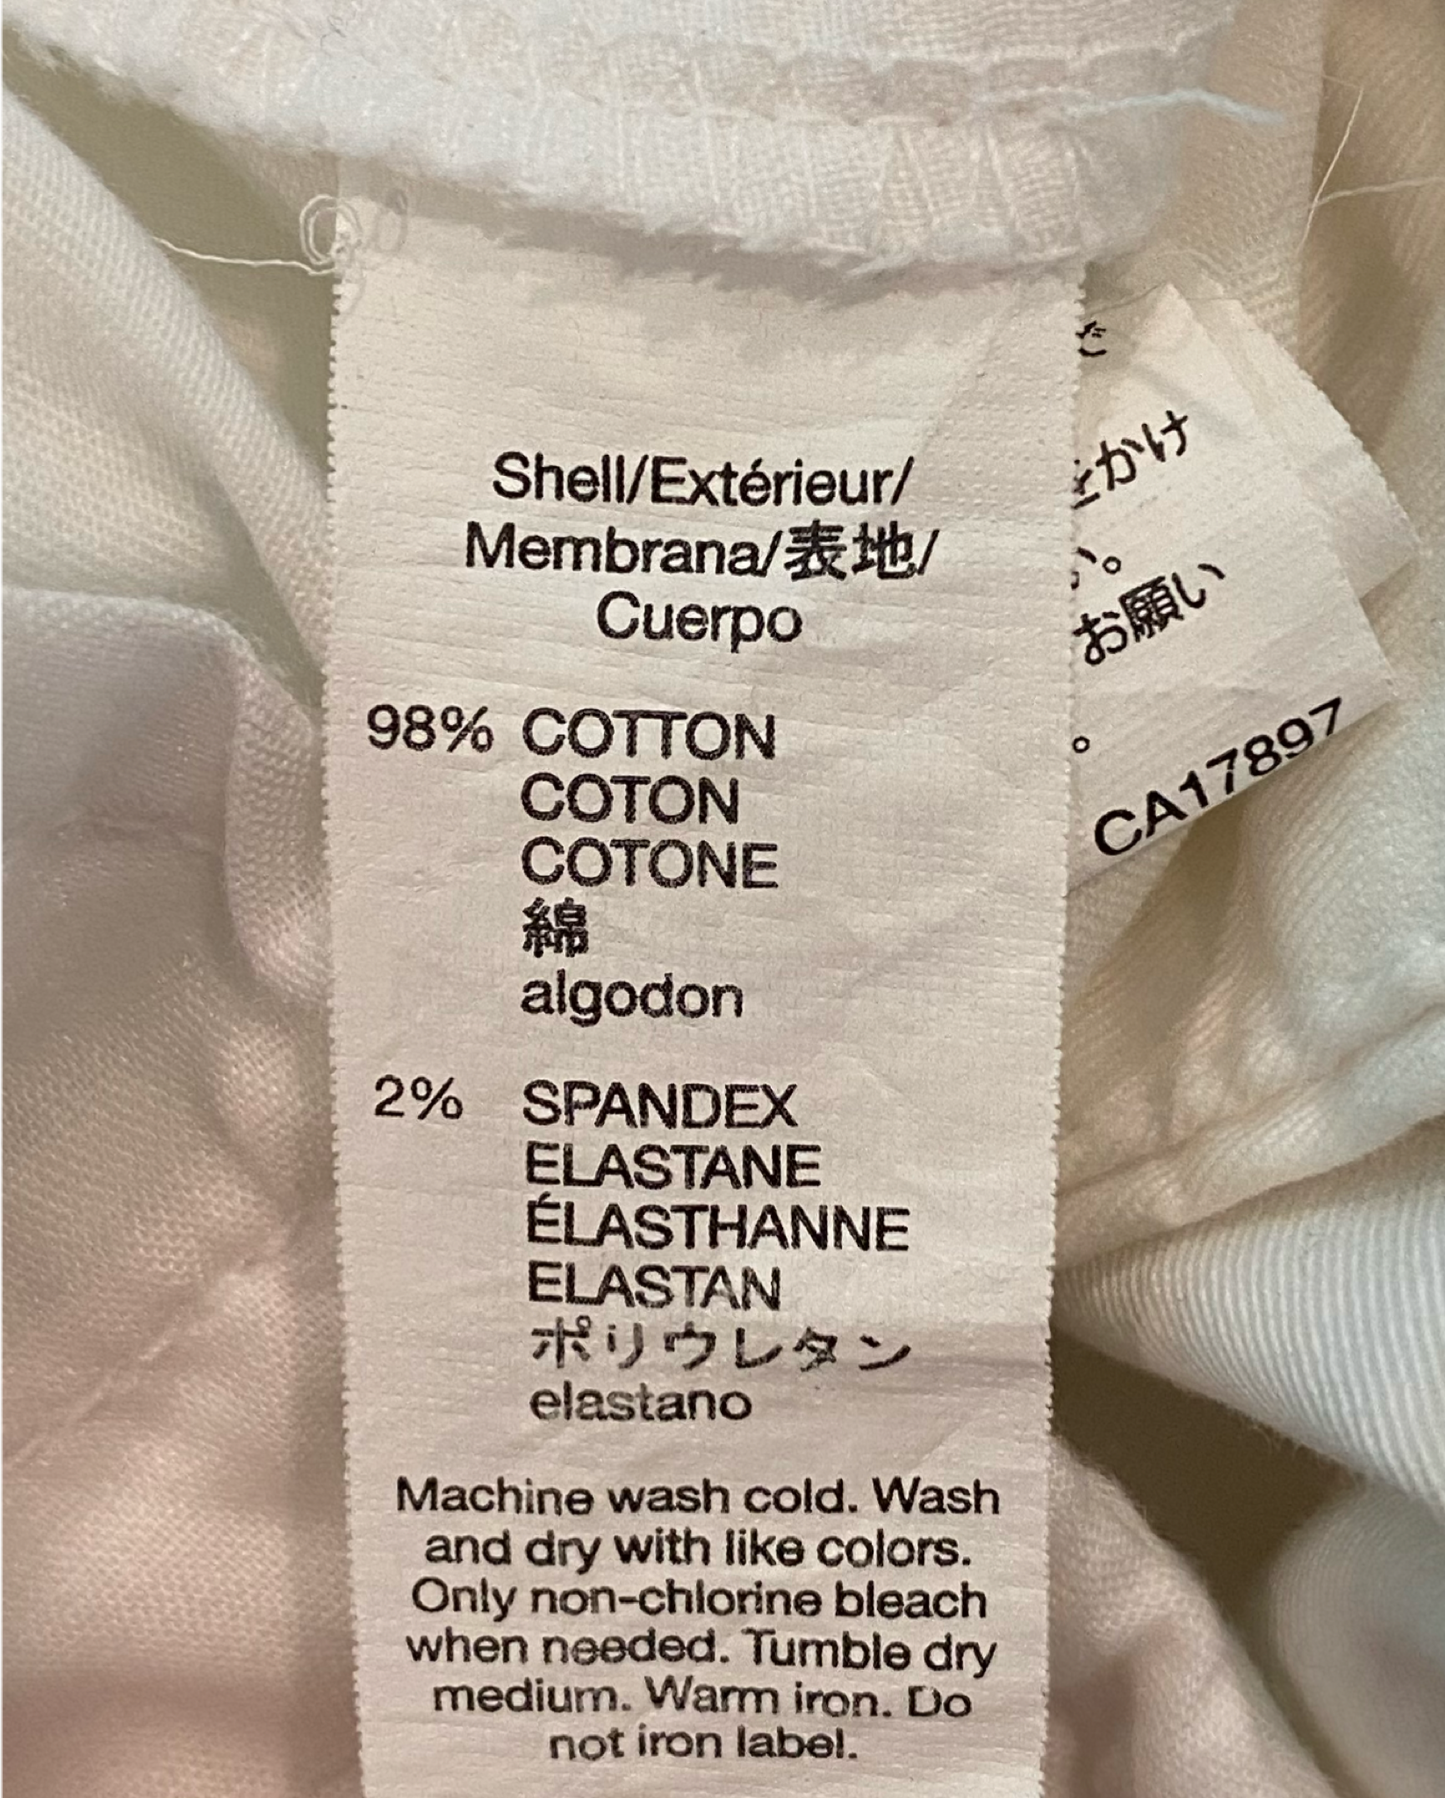 Shell/Extérieur/
Membrana/表地/
Cuerpo
98% COTTON
COTON
COTONE
綿
algodon
2% SPANDEX
ELASTANE
ÉLASTHANNE
ELASTAN
ポリウレタン
elastano
Machine wash cold. Wash
and dry with like colors.
Only non-chlorine bleach
when needed. Tumble dry
medium. Warm iron. Do
not iron label.
だ
をかけ
い。
お願い
。
CA17897